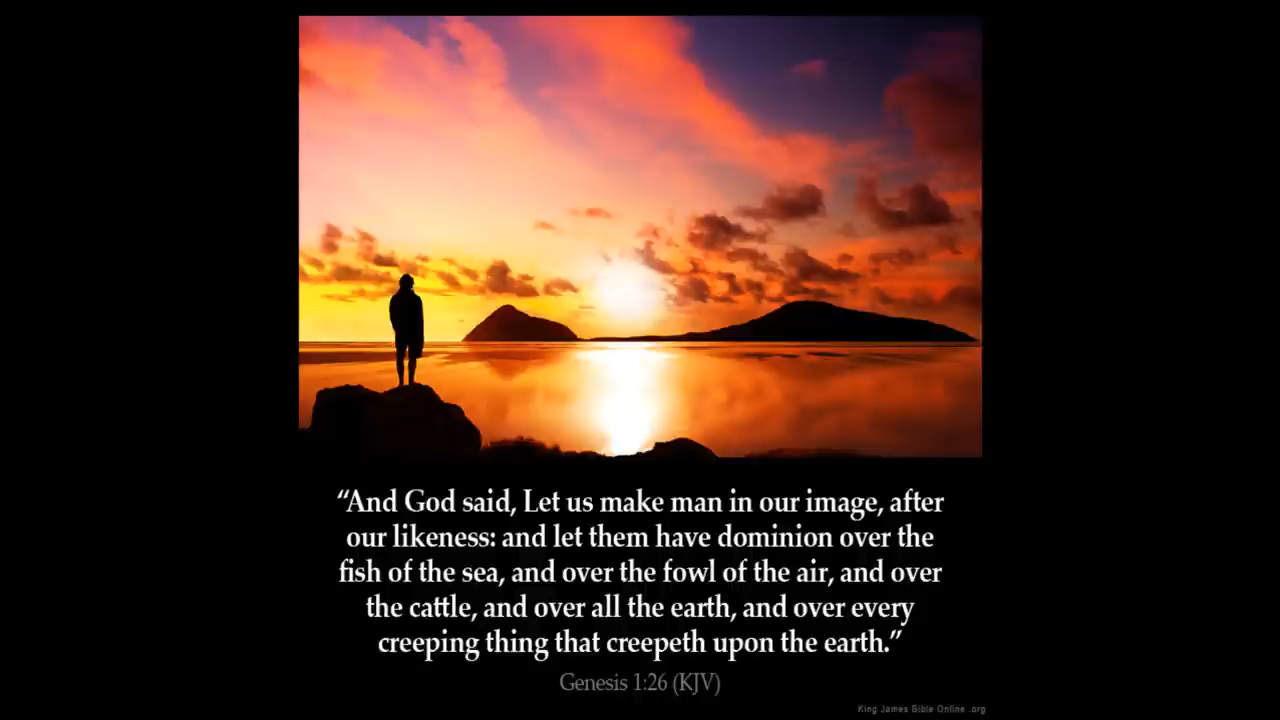 “And God said, Let us make man in our image, after
our likeness: and let them have dominion over the
fish of the sea, and over the fowl of the air, and over
the cattle, and over all the earth, and over every
creeping thing that creepeth upon the earth.”
Genesis 1:26 (KJV)
King James Bible Online .org